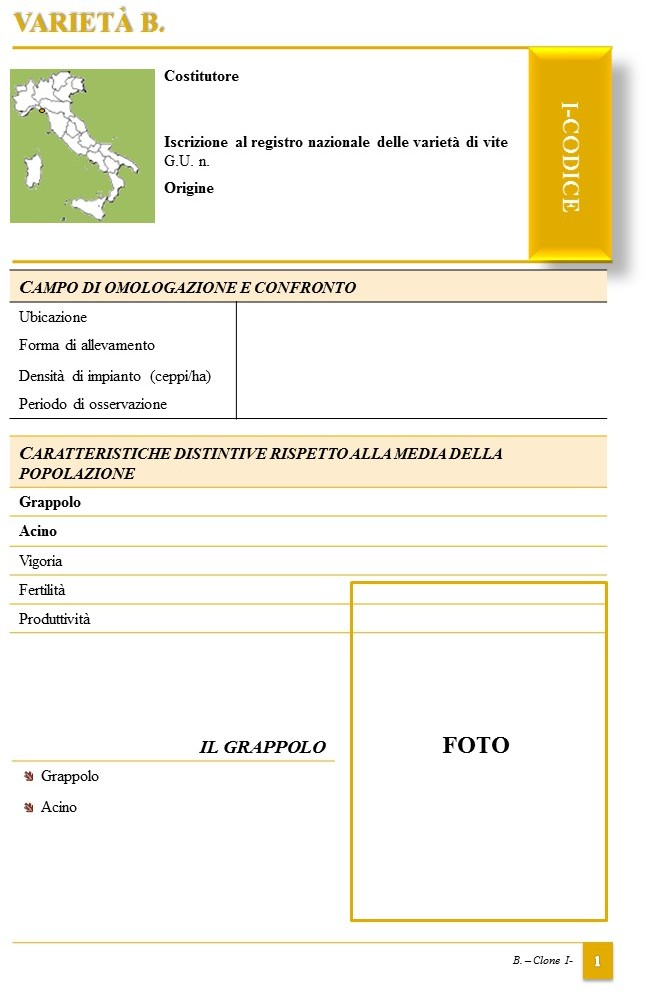 VARIETÀ B.
Costitutore
Iscrizione al registro nazionale delle varietà di vite
G.U. n.
Origine
I-CODICE
CAMPO DI OMOLOGAZIONE E CONFRONTO
Ubicazione
Forma di allevamento
Densità di impianto (ceppi/ha)
Periodo di osservazione
CARATTERISTICHE DISTINTIVE RISPETTO ALLA MEDIA DELLA
POPOLAZIONE
Grappolo
Acino
Vigoria
Fertilità
Produttività
IL GRAPPOLO
Grappolo
Acino
FOTO
B. – Clone I-
1